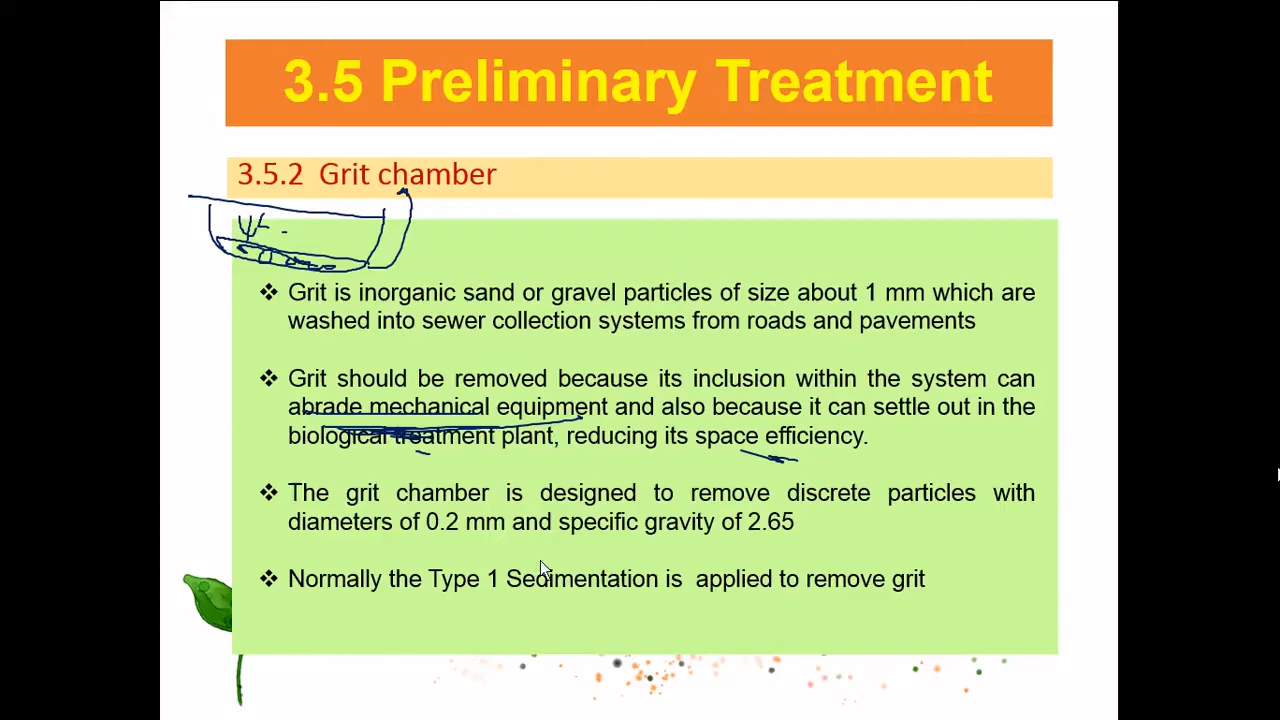 3.5 Preliminary Treatment
3.5.2 Grit chamber
❖ Grit is inorganic sand or gravel particles of size about 1 mm which are
washed into sewer collection systems from roads and pavements
❖ Grit should be removed because its inclusion within the system can
abrade mechanical equipment and also because it can settle out in the
biological treatment plant, reducing its space efficiency.
❖ The grit chamber is designed to remove discrete particles with
diameters of 0.2 mm and specific gravity of 2.65
❖ Normally the Type 1 Sedimentation is applied to remove grit